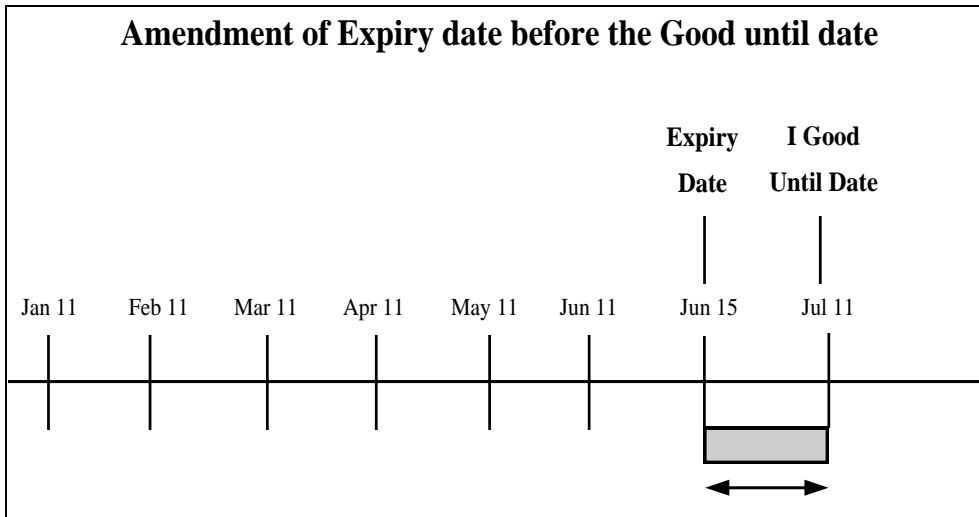 Amendment of Expiry date before the Good until date
Expiry I Good
Date Until Date
Jan 11 Feb 11 Mar 11 Apr 11 May 11 Jun 11 Jun 15 Jul 11